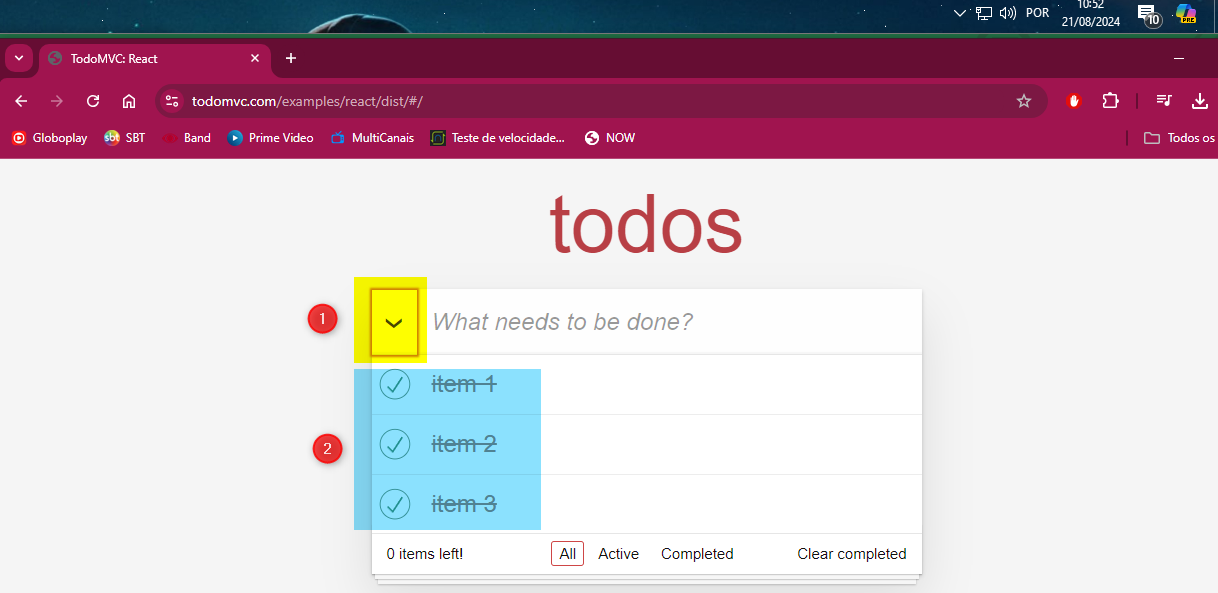 10:52
POR
21/08/2024
10
PRE
TodoMVC: React
todomvc.com/examples/react/dist/#/
Globoplay
sbt SBT
Band
Prime Video
MultiCanais
Teste de velocidade...
NOW
Todos os
todos
1
What needs to be done?
item 1
2
item 2
item 3
0 items left!
All
Active
Completed
Clear completed